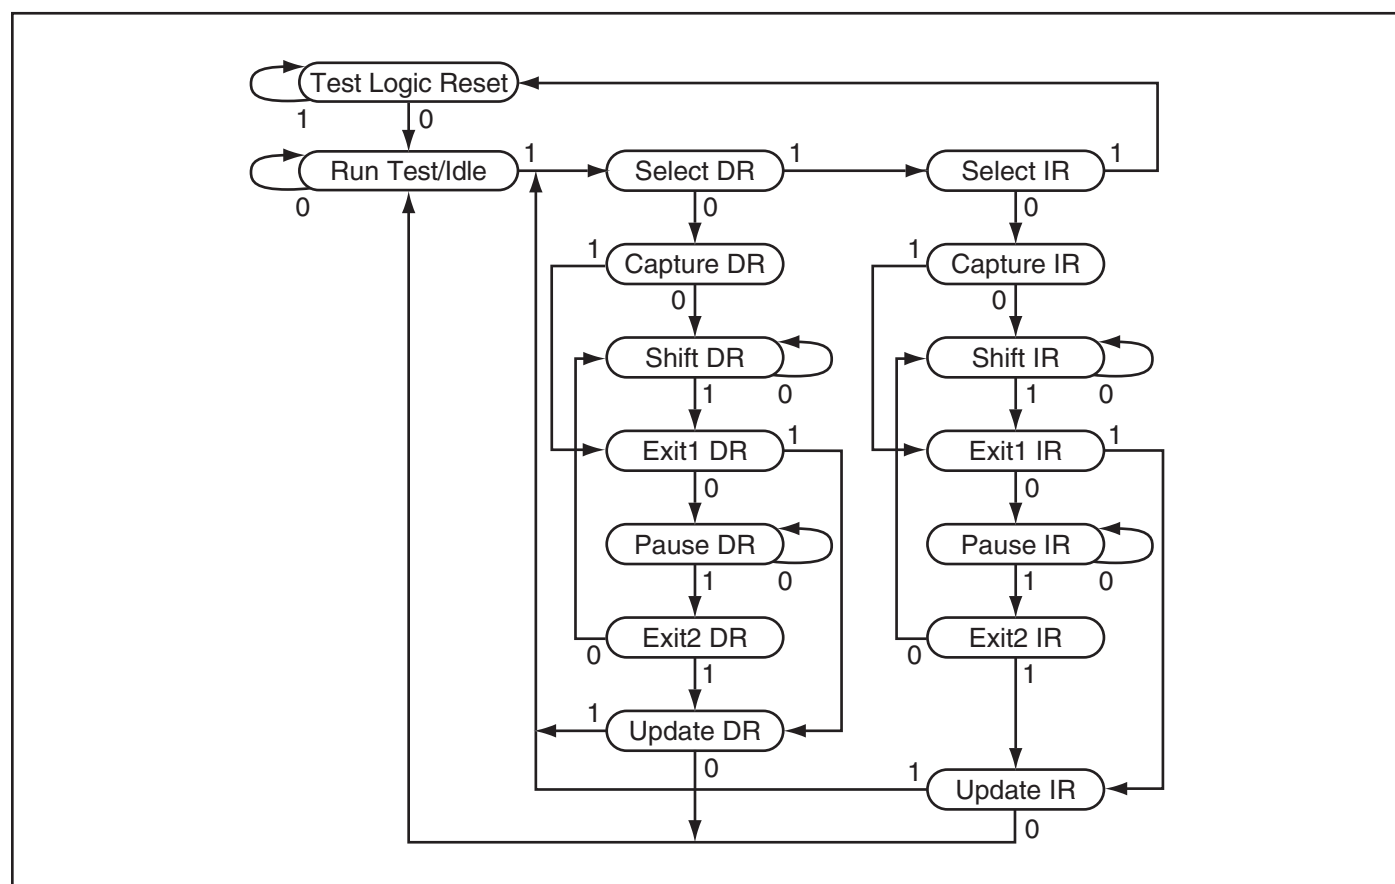 Test Logic Reset
1
0
Run Test/Idle
1
Select DR
1
Select IR
1
0
0
0
1
Capture DR
1
Capture IR
0
0
Shift DR
Shift IR
1
0
1
0
Exit1 DR
1
Exit1 IR
1
0
0
Pause DR
Pause IR
1
0
1
0
Exit2 DR
Exit2 IR
0
1
0
1
1
Update DR
0
1
Update IR
0